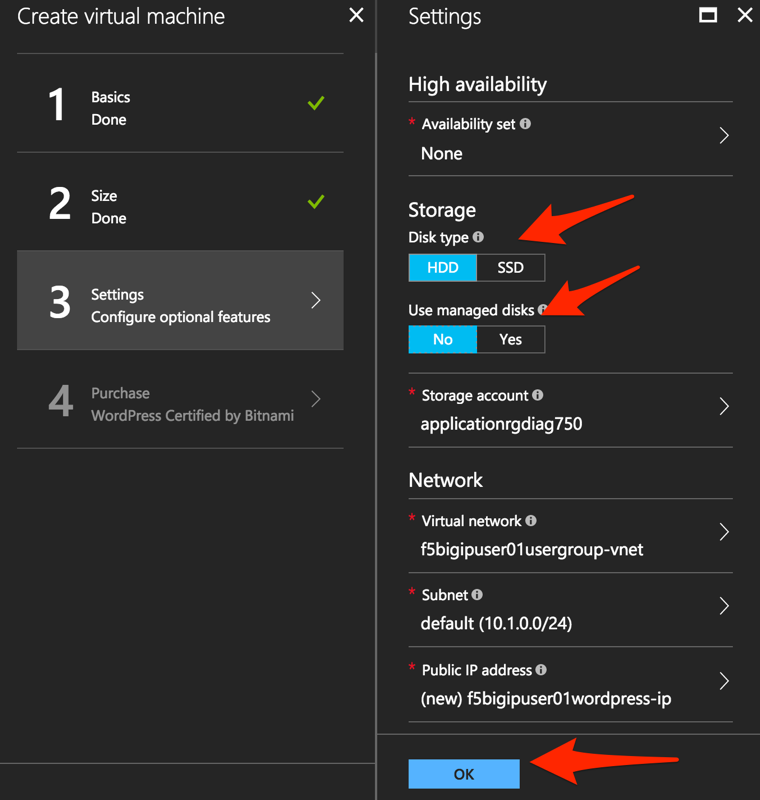 Create virtual machine
1
Basics
Done
2
Size
Done
3
Settings
Configure optional features
4
Purchase
WordPress Certified by Bitnami
Settings
High availability
* Availability set
None
Storage
Disk type
HDD SSD
Use managed disks
No Yes
* Storage account
applicationrgdiag750
Network
* Virtual network
f5bigipuser01usergroup-vnet
* Subnet
default (10.1.0.0/24)
* Public IP address
(new) f5bigipuser01wordpress-ip
OK